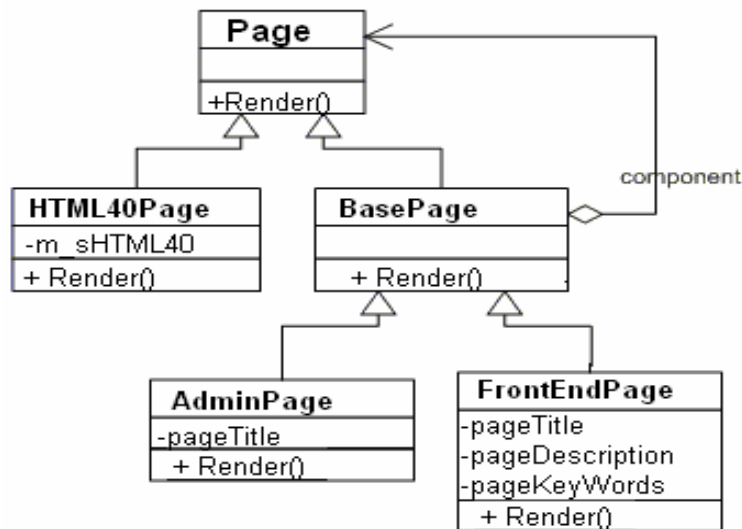 Page
+Render()
component
HTML40Page
-m_sHTML40
+ Render()
BasePage
+ Render()
AdminPage
-pageTitle
+ Render()
FrontEndPage
-pageTitle
-pageDescription
-pageKeyWords
+ Render()